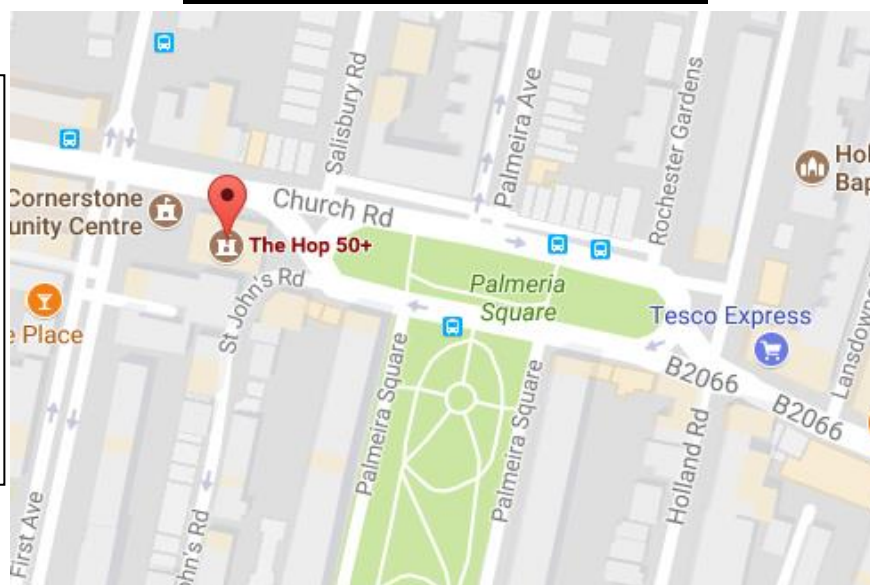 Salisbury Rd
Palmeira Ave
Rochester Gardens
Hol
Bap
Cornerstone
unity Centre
Church Rd
The Hop 50+
St John's Rd
Palmeria
Square
Tesco Express
e Place
B2066
B2066
Lansdowne
Palmeira Square
Palmeira Square
Holland Rd
First Ave
hn's Rd